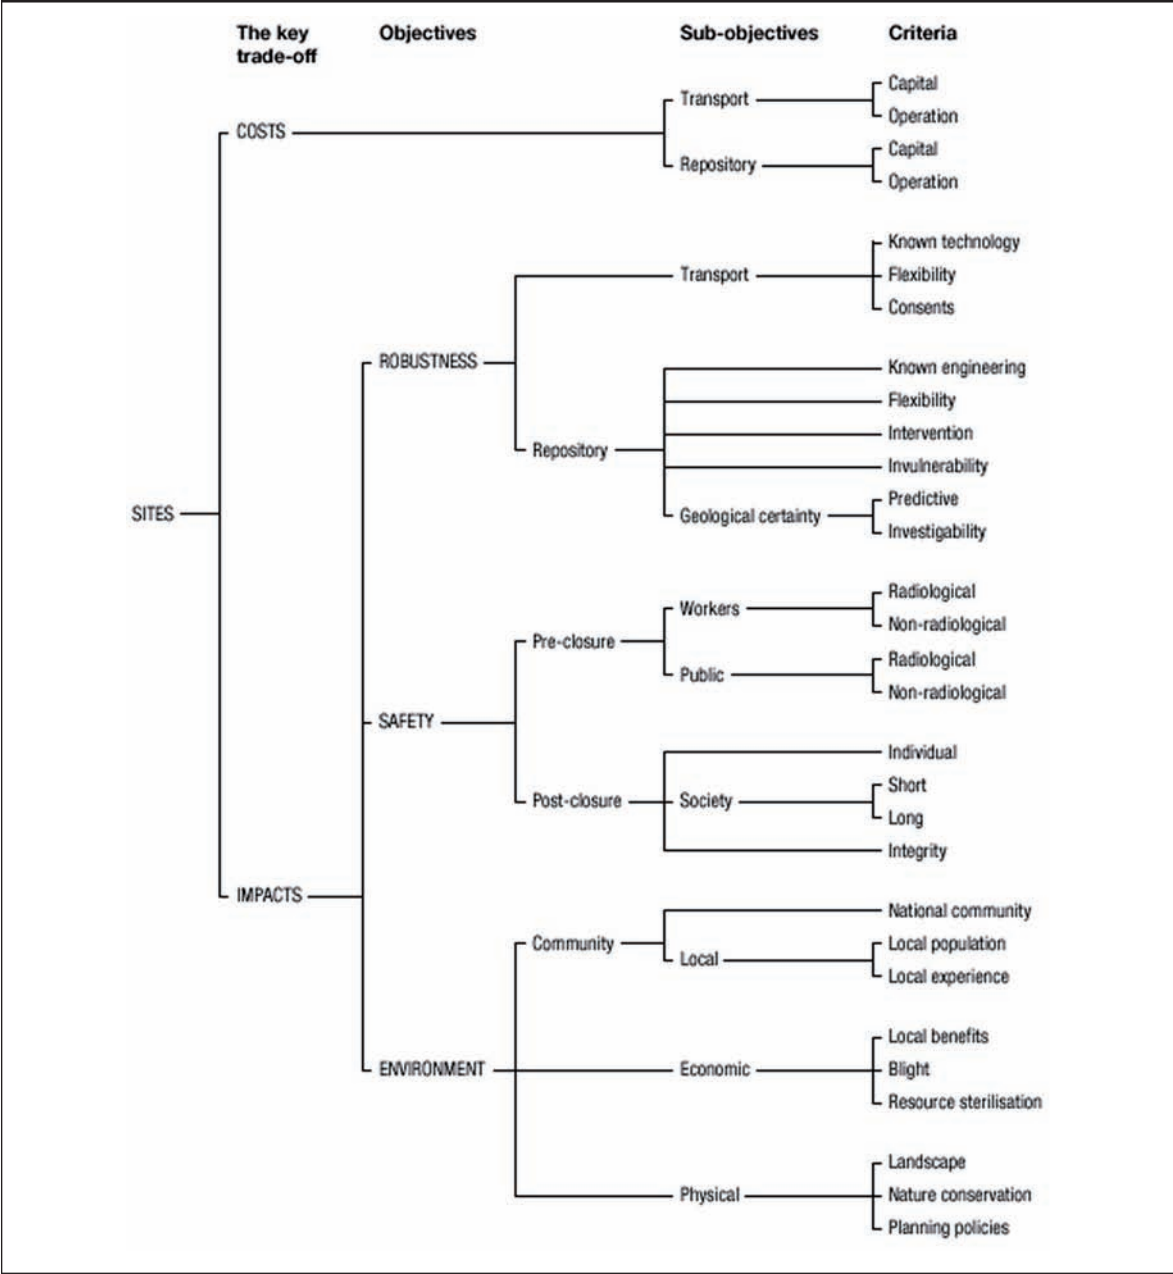 The key trade-off
Objectives
Sub-objectives
Criteria
SITES
COSTS
Transport
Capital
Operation
Repository
Capital
Operation
IMPACTS
ROBUSTNESS
Transport
Known technology
Flexibility
Consents
Repository
Known engineering
Flexibility
Intervention
Invulnerability
Geological certainty
Predictive
Investigability
SAFETY
Pre-closure
Workers
Radiological
Non-radiological
Public
Radiological
Non-radiological
Post-closure
Individual
Society
Short
Long
Integrity
ENVIRONMENT
Community
National community
Local
Local population
Local experience
Economic
Local benefits
Blight
Resource sterilisation
Physical
Landscape
Nature conservation
Planning policies